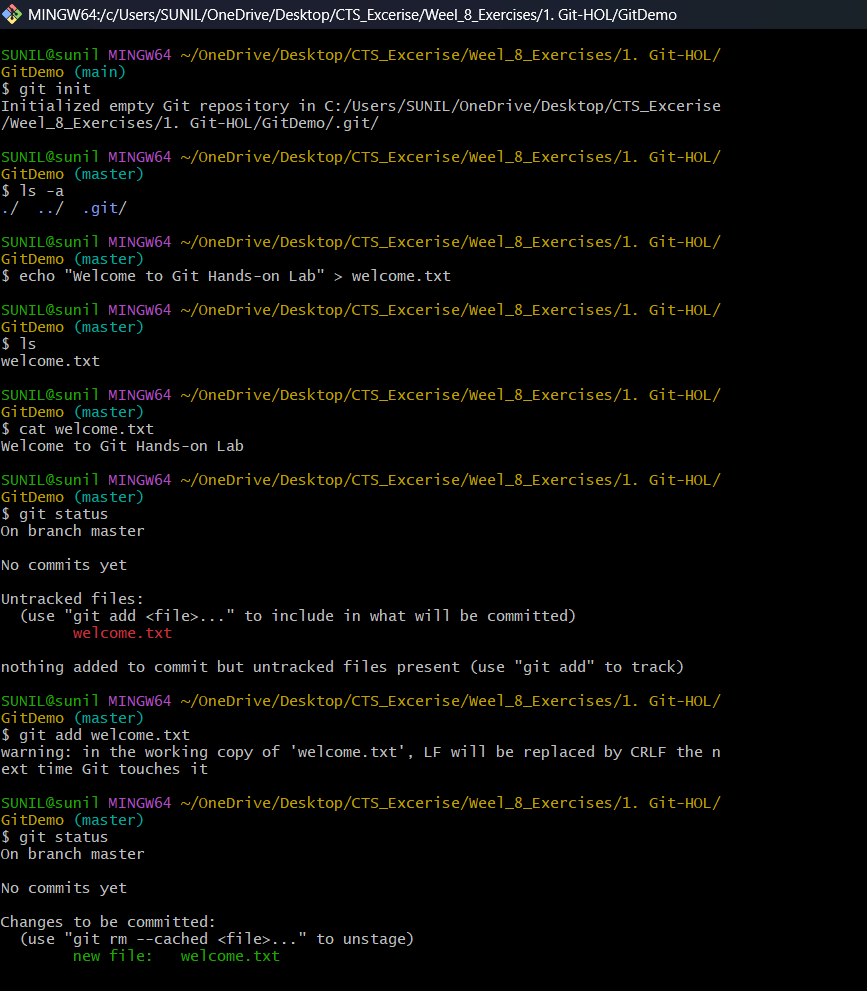 MINGW64:/c/Users/SUNIL/OneDrive/Desktop/CTS_Excerise/Weel_8_Exercises/1. Git-HOL/GitDemo
SUNIL@sunil MINGW64 ~/OneDrive/Desktop/CTS_Excerise/Weel_8_Exercises/1. Git-HOL/
GitDemo (main)
$ git init
Initialized empty Git repository in C:/Users/SUNIL/OneDrive/Desktop/CTS_Excerise
/Weel_8_Exercises/1. Git-HOL/GitDemo/.git/
SUNIL@sunil MINGW64 ~/OneDrive/Desktop/CTS_Excerise/Weel_8_Exercises/1. Git-HOL/
GitDemo (master)
$ ls -a
./  ../  .git/
SUNIL@sunil MINGW64 ~/OneDrive/Desktop/CTS_Excerise/Weel_8_Exercises/1. Git-HOL/
GitDemo (master)
$ echo "Welcome to Git Hands-on Lab" > welcome.txt
SUNIL@sunil MINGW64 ~/OneDrive/Desktop/CTS_Excerise/Weel_8_Exercises/1. Git-HOL/
GitDemo (master)
$ ls
welcome.txt
SUNIL@sunil MINGW64 ~/OneDrive/Desktop/CTS_Excerise/Weel_8_Exercises/1. Git-HOL/
GitDemo (master)
$ cat welcome.txt
Welcome to Git Hands-on Lab
SUNIL@sunil MINGW64 ~/OneDrive/Desktop/CTS_Excerise/Weel_8_Exercises/1. Git-HOL/
GitDemo (master)
$ git status
On branch master
No commits yet
Untracked files:
  (use "git add <file>..." to include in what will be committed)
        welcome.txt
nothing added to commit but untracked files present (use "git add" to track)
SUNIL@sunil MINGW64 ~/OneDrive/Desktop/CTS_Excerise/Weel_8_Exercises/1. Git-HOL/
GitDemo (master)
$ git add welcome.txt
warning: in the working copy of 'welcome.txt', LF will be replaced by CRLF the n
ext time Git touches it
SUNIL@sunil MINGW64 ~/OneDrive/Desktop/CTS_Excerise/Weel_8_Exercises/1. Git-HOL/
GitDemo (master)
$ git status
On branch master
No commits yet
Changes to be committed:
  (use "git rm --cached <file>..." to unstage)
        new file:   welcome.txt